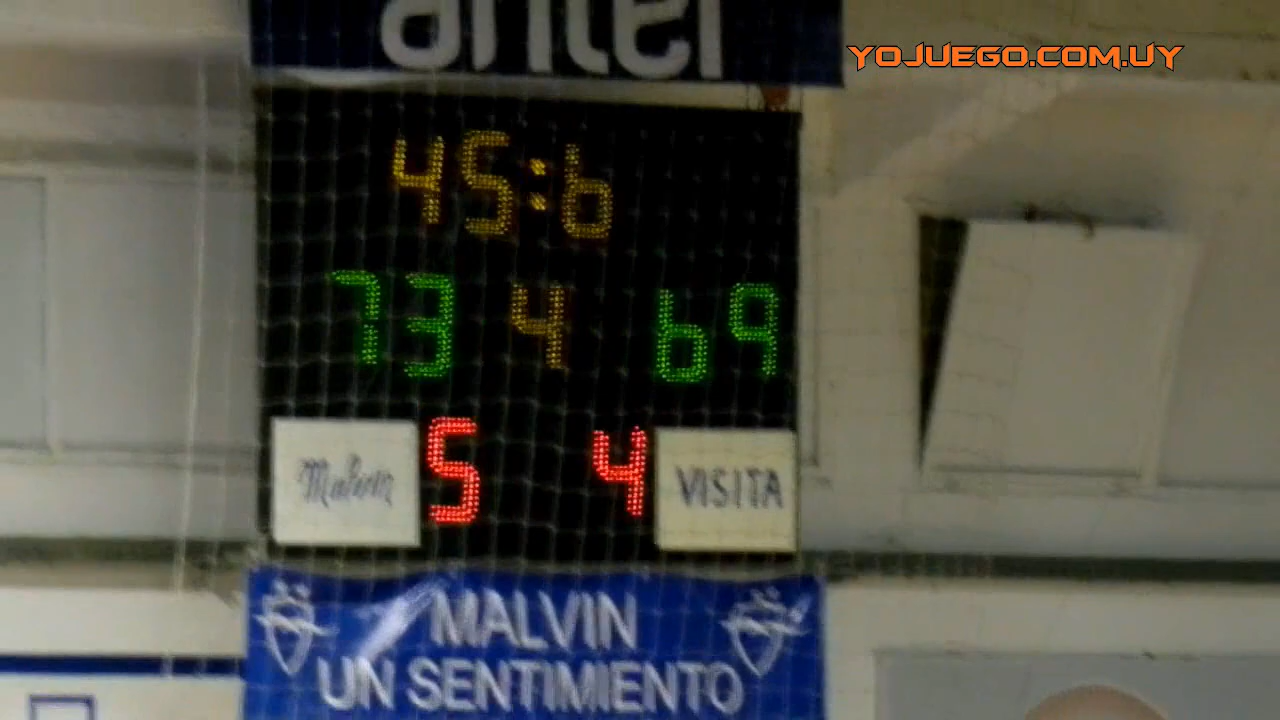 antel
YOJUEGO.COM.UY
45:6
73 4 69
Malvin 5 4 VISITA
MALVIN
UN SENTIMIENTO